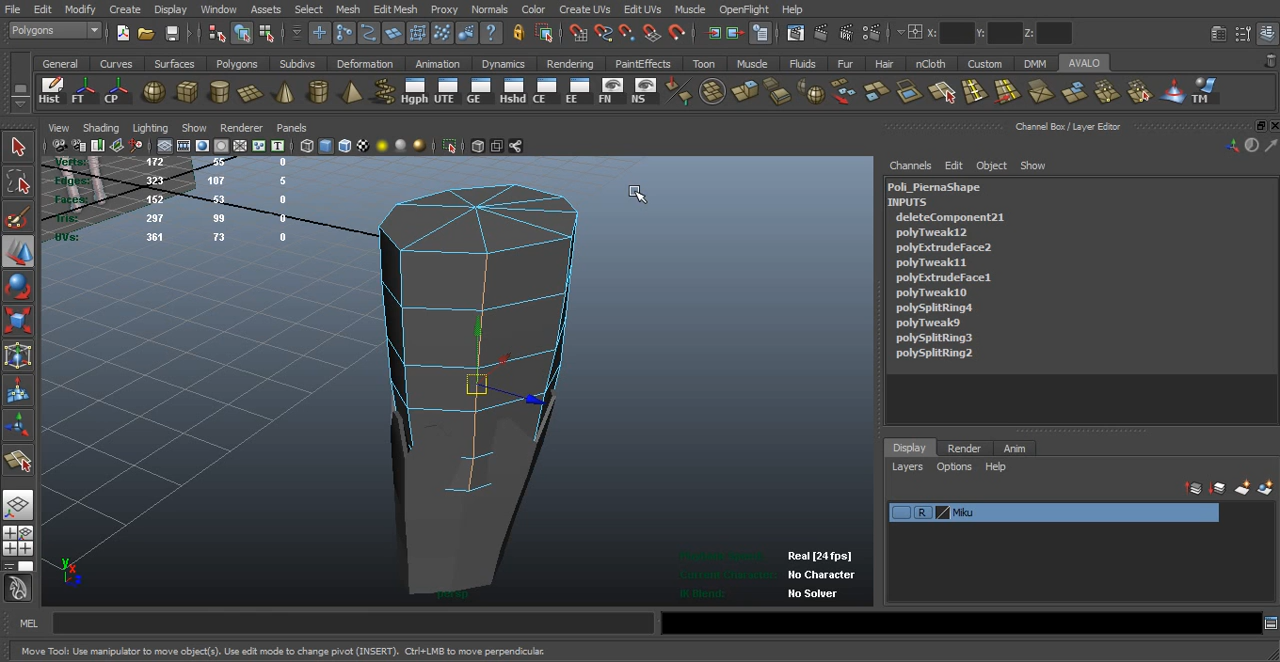 File Edit Modify Create Display Window Assets Select Mesh Edit Mesh Proxy Normals Color Create UVs Edit UVs Muscle OpenFlight Help
Polygons X: Y: Z:
General Curves Surfaces Polygons Subdivs Deformation Animation Dynamics Rendering PaintEffects Toon Muscle Fluids Fur Hair nCloth Custom DMM AVALO
Hist FT CP Hgph UTE GE Hshd CE EE FN NS TM
View Shading Lighting Show Renderer Panels
Channel Box / Layer Editor
Verts: 172 55 0
Edges: 323 107 5
Faces: 152 53 0
Tris: 297 99 0
UVs: 361 73 0
Channels Edit Object Show
Poli_PiernaShape
INPUTS
deleteComponent21
polyTweak12
polyExtrudeFace2
polyTweak11
polyExtrudeFace1
polyTweak10
polySplitRing4
polyTweak9
polySplitRing3
polySplitRing2
Display Render Anim
Layers Options Help
R Miku
Real [24 fps]
No Character
No Solver
y x z
persp
MEL
Move Tool: Use manipulator to move object(s). Use edit mode to change pivot (INSERT). Ctrl+LMB to move perpendicular.